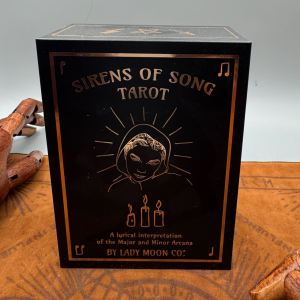 SIRENS OF SONG
TAROT
A lyrical interpretation
of the Major and Minor Arcana
BY LADY MOON CO.